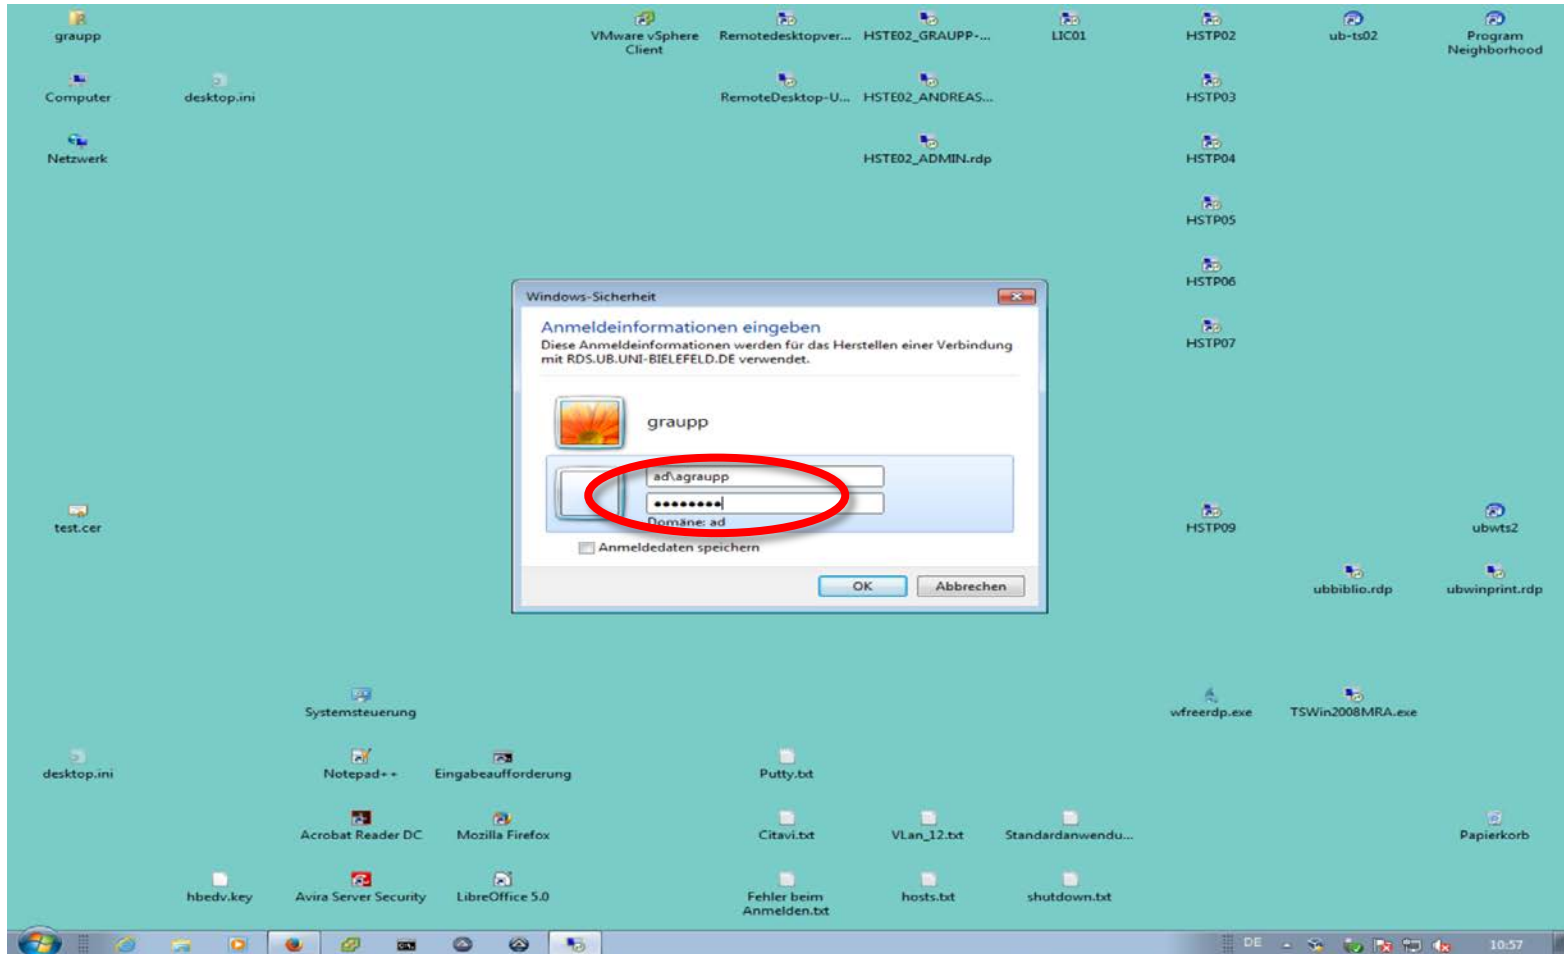 graupp
VMware vSphere
Client
Remotedesktopver...
HSTE02_GRAUPP-...
LIC01
HSTP02
ub-ts02
Program
Neighborhood
Computer
desktop.ini
RemoteDesktop-U...
HSTE02_ANDREAS...
HSTP03
Netzwerk
HSTE02_ADMIN.rdp
HSTP04
HSTP05
HSTP06
HSTP07
Windows-Sicherheit
Anmeldeinformationen eingeben
Diese Anmeldeinformationen werden für das Herstellen einer Verbindung
mit RDS.UB.UNI-BIELEFELD.DE verwendet.
graupp
ad\agraupp
••••••••
Domäne: ad
Anmeldedaten speichern
OK
Abbrechen
test.cer
HSTP09
ubwts2
ubbiblio.rdp
ubwinprint.rdp
Systemsteuerung
wfreerdp.exe
TSWin2008MRA.exe
desktop.ini
Notepad++
Eingabeaufforderung
Putty.txt
Acrobat Reader DC
Mozilla Firefox
Citavi.txt
VLan_12.txt
Standardanwendu...
Papierkorb
hbedv.key
Avira Server Security
LibreOffice 5.0
Fehler beim
Anmelden.txt
hosts.txt
shutdown.txt
DE
10:57